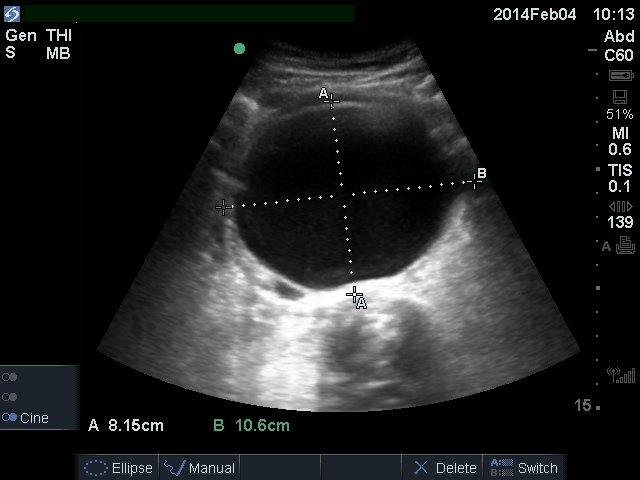 2014Feb04 10:13
Gen THI
S MB
Abd
C60
51%
MI
0.6
TIS
0.1
139
A
A
B
A
15
Cine
A 8.15cm B 10.6cm
Ellipse Manual Delete A: B: Switch